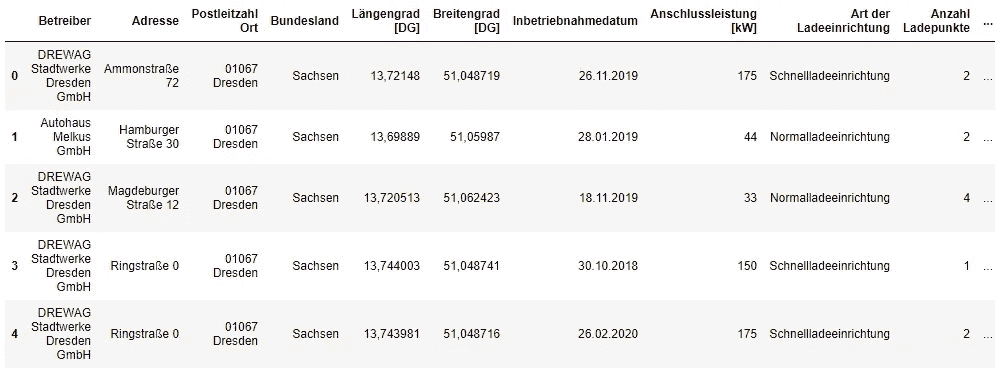 Betreiber Adresse Postleitzahl Ort Bundesland Längengrad [DG] Breitengrad [DG] Inbetriebnahmedatum Anschlussleistung [kW] Art der Ladeeinrichtung Anzahl Ladepunkte ...
0 DREWAG Stadtwerke Dresden GmbH Ammonstraße 72 01067 Dresden Sachsen 13,72148 51,048719 26.11.2019 175 Schnellladeeinrichtung 2 ...
1 Autohaus Melkus GmbH Hamburger Straße 30 01067 Dresden Sachsen 13,69889 51,05987 28.01.2019 44 Normalladeeinrichtung 2 ...
2 DREWAG Stadtwerke Dresden GmbH Magdeburger Straße 12 01067 Dresden Sachsen 13,720513 51,062423 18.11.2019 33 Normalladeeinrichtung 4 ...
3 DREWAG Stadtwerke Dresden GmbH Ringstraße 0 01067 Dresden Sachsen 13,744003 51,048741 30.10.2018 150 Schnellladeeinrichtung 1 ...
4 DREWAG Stadtwerke Dresden GmbH Ringstraße 0 01067 Dresden Sachsen 13,743981 51,048716 26.02.2020 175 Schnellladeeinrichtung 2 ...